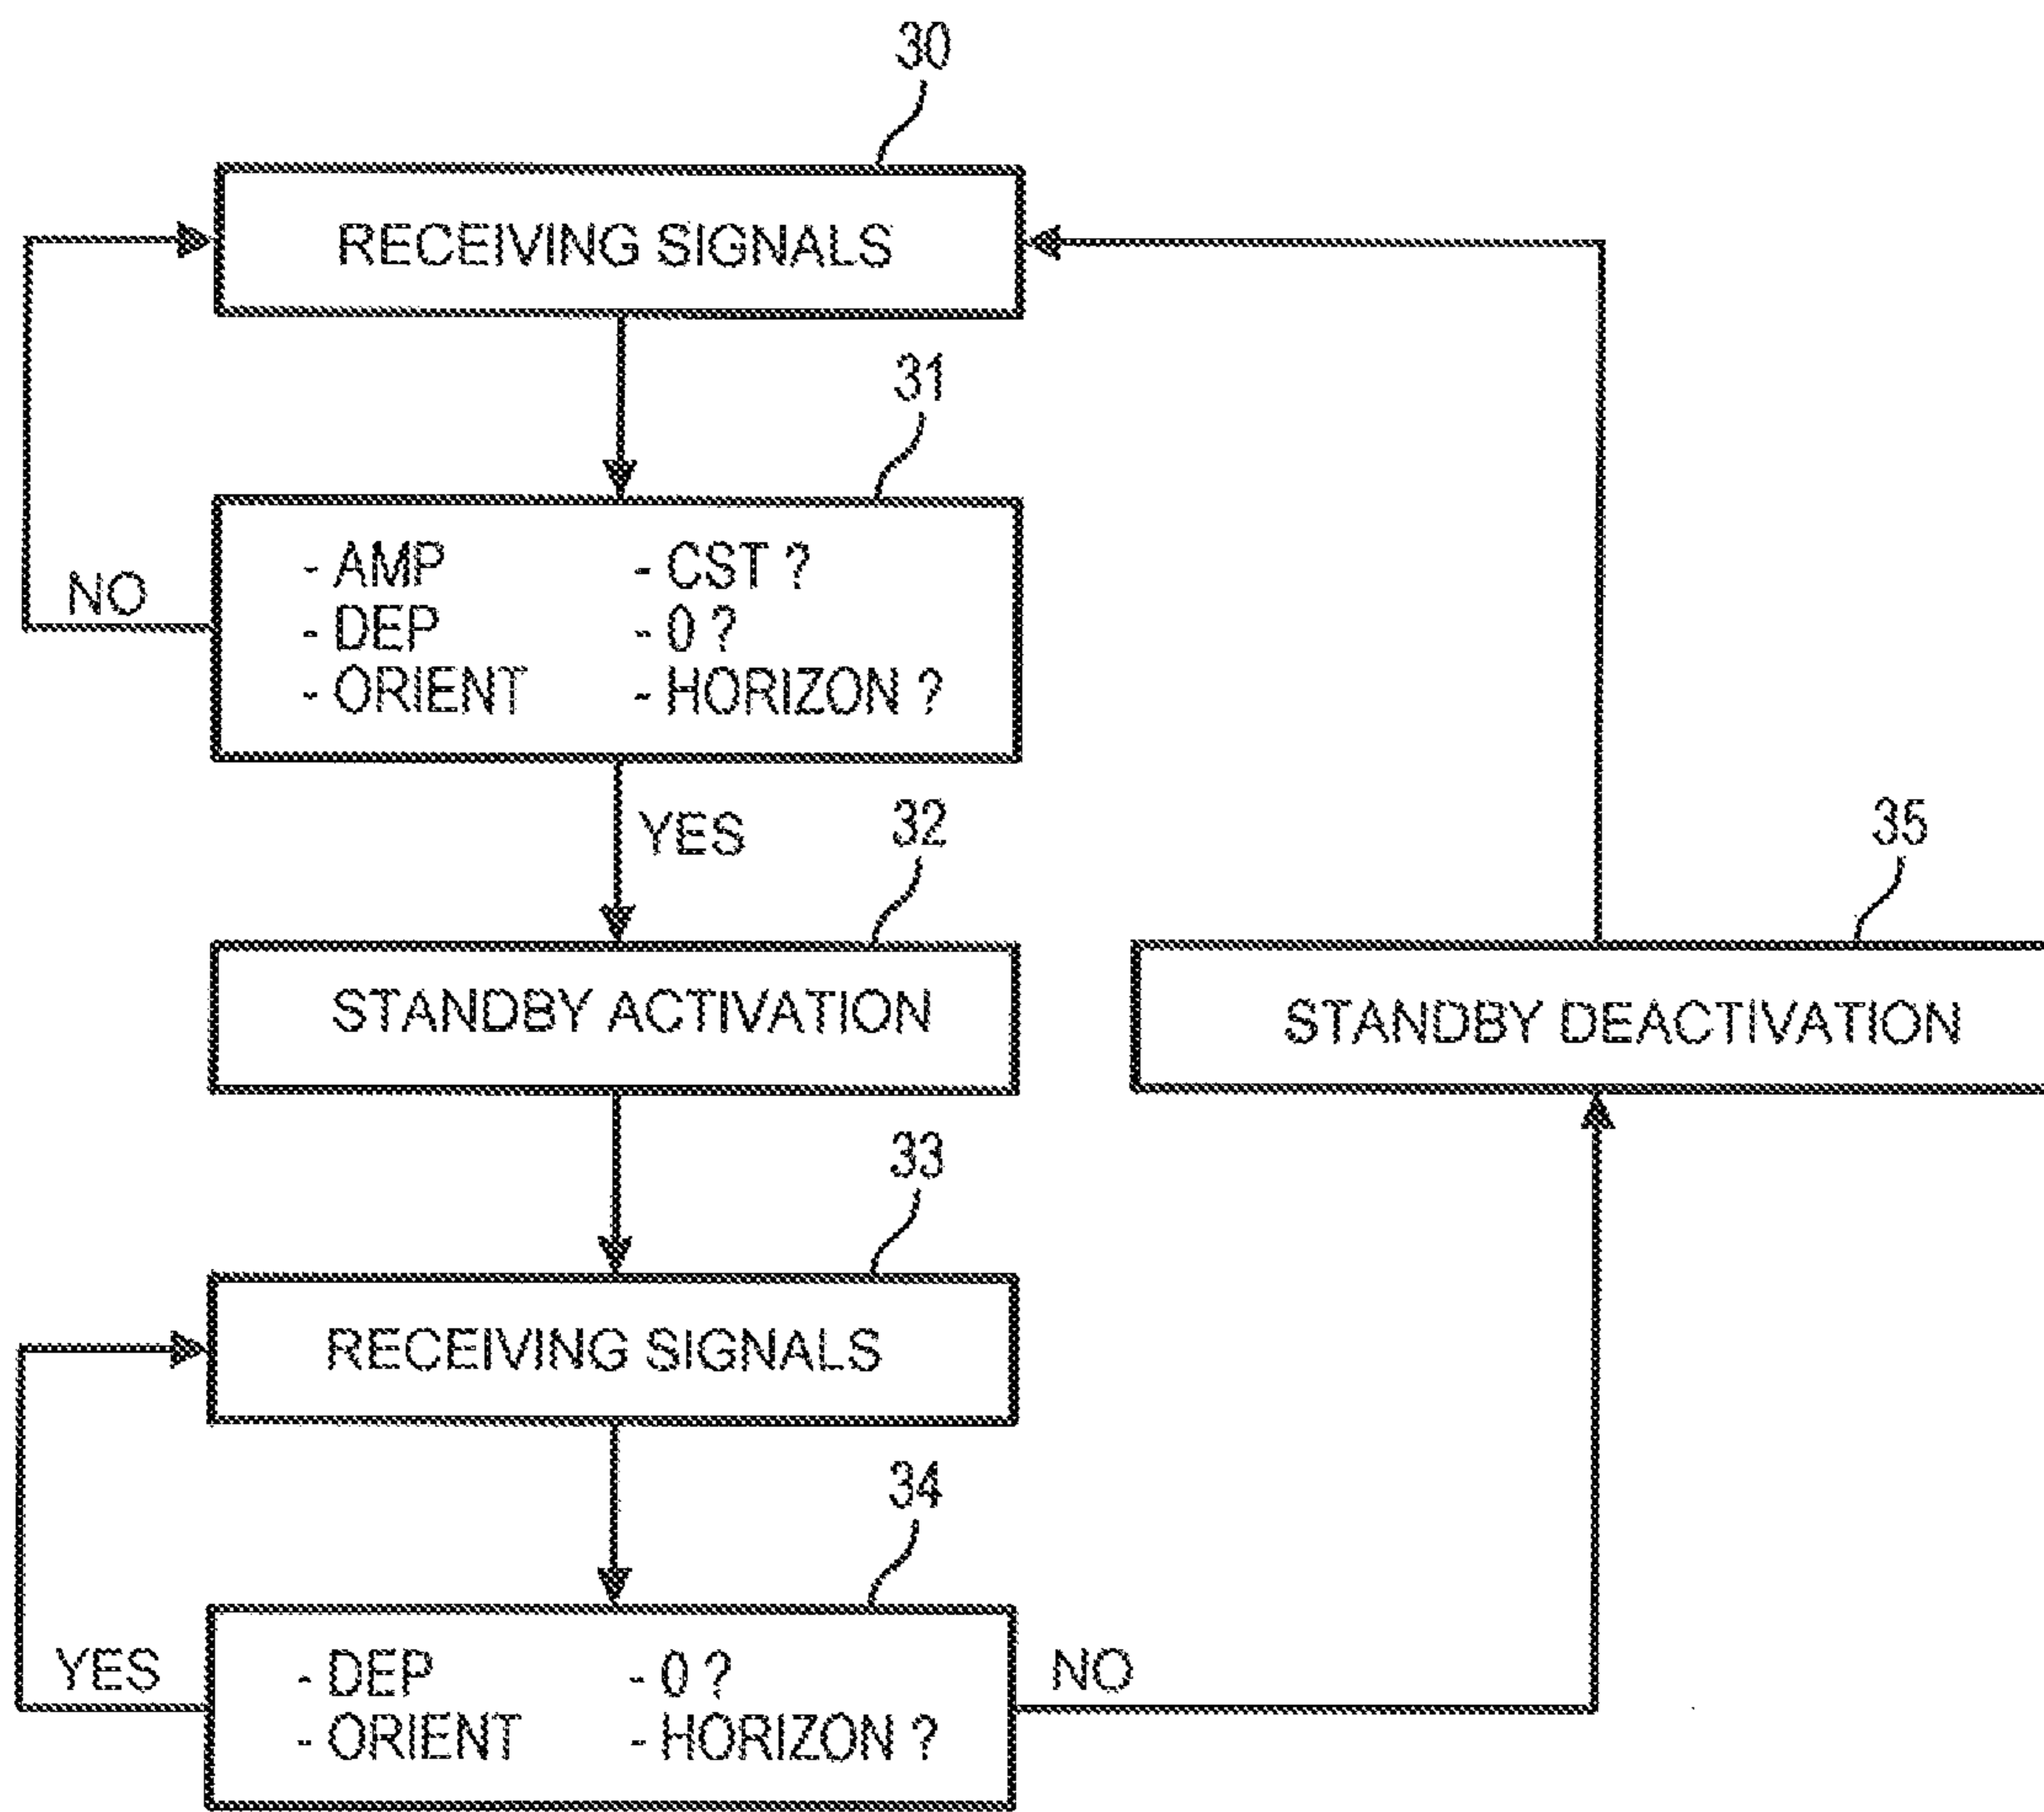 30
RECEIVING SIGNALS
31
- AMP - CST ?
- DEP - 0 ?
- ORIENT - HORIZON ?
NO
YES
32
STANDBY ACTIVATION
35
STANDBY DEACTIVATION
33
RECEIVING SIGNALS
34
- DEP - 0 ?
- ORIENT - HORIZON ?
YES
NO